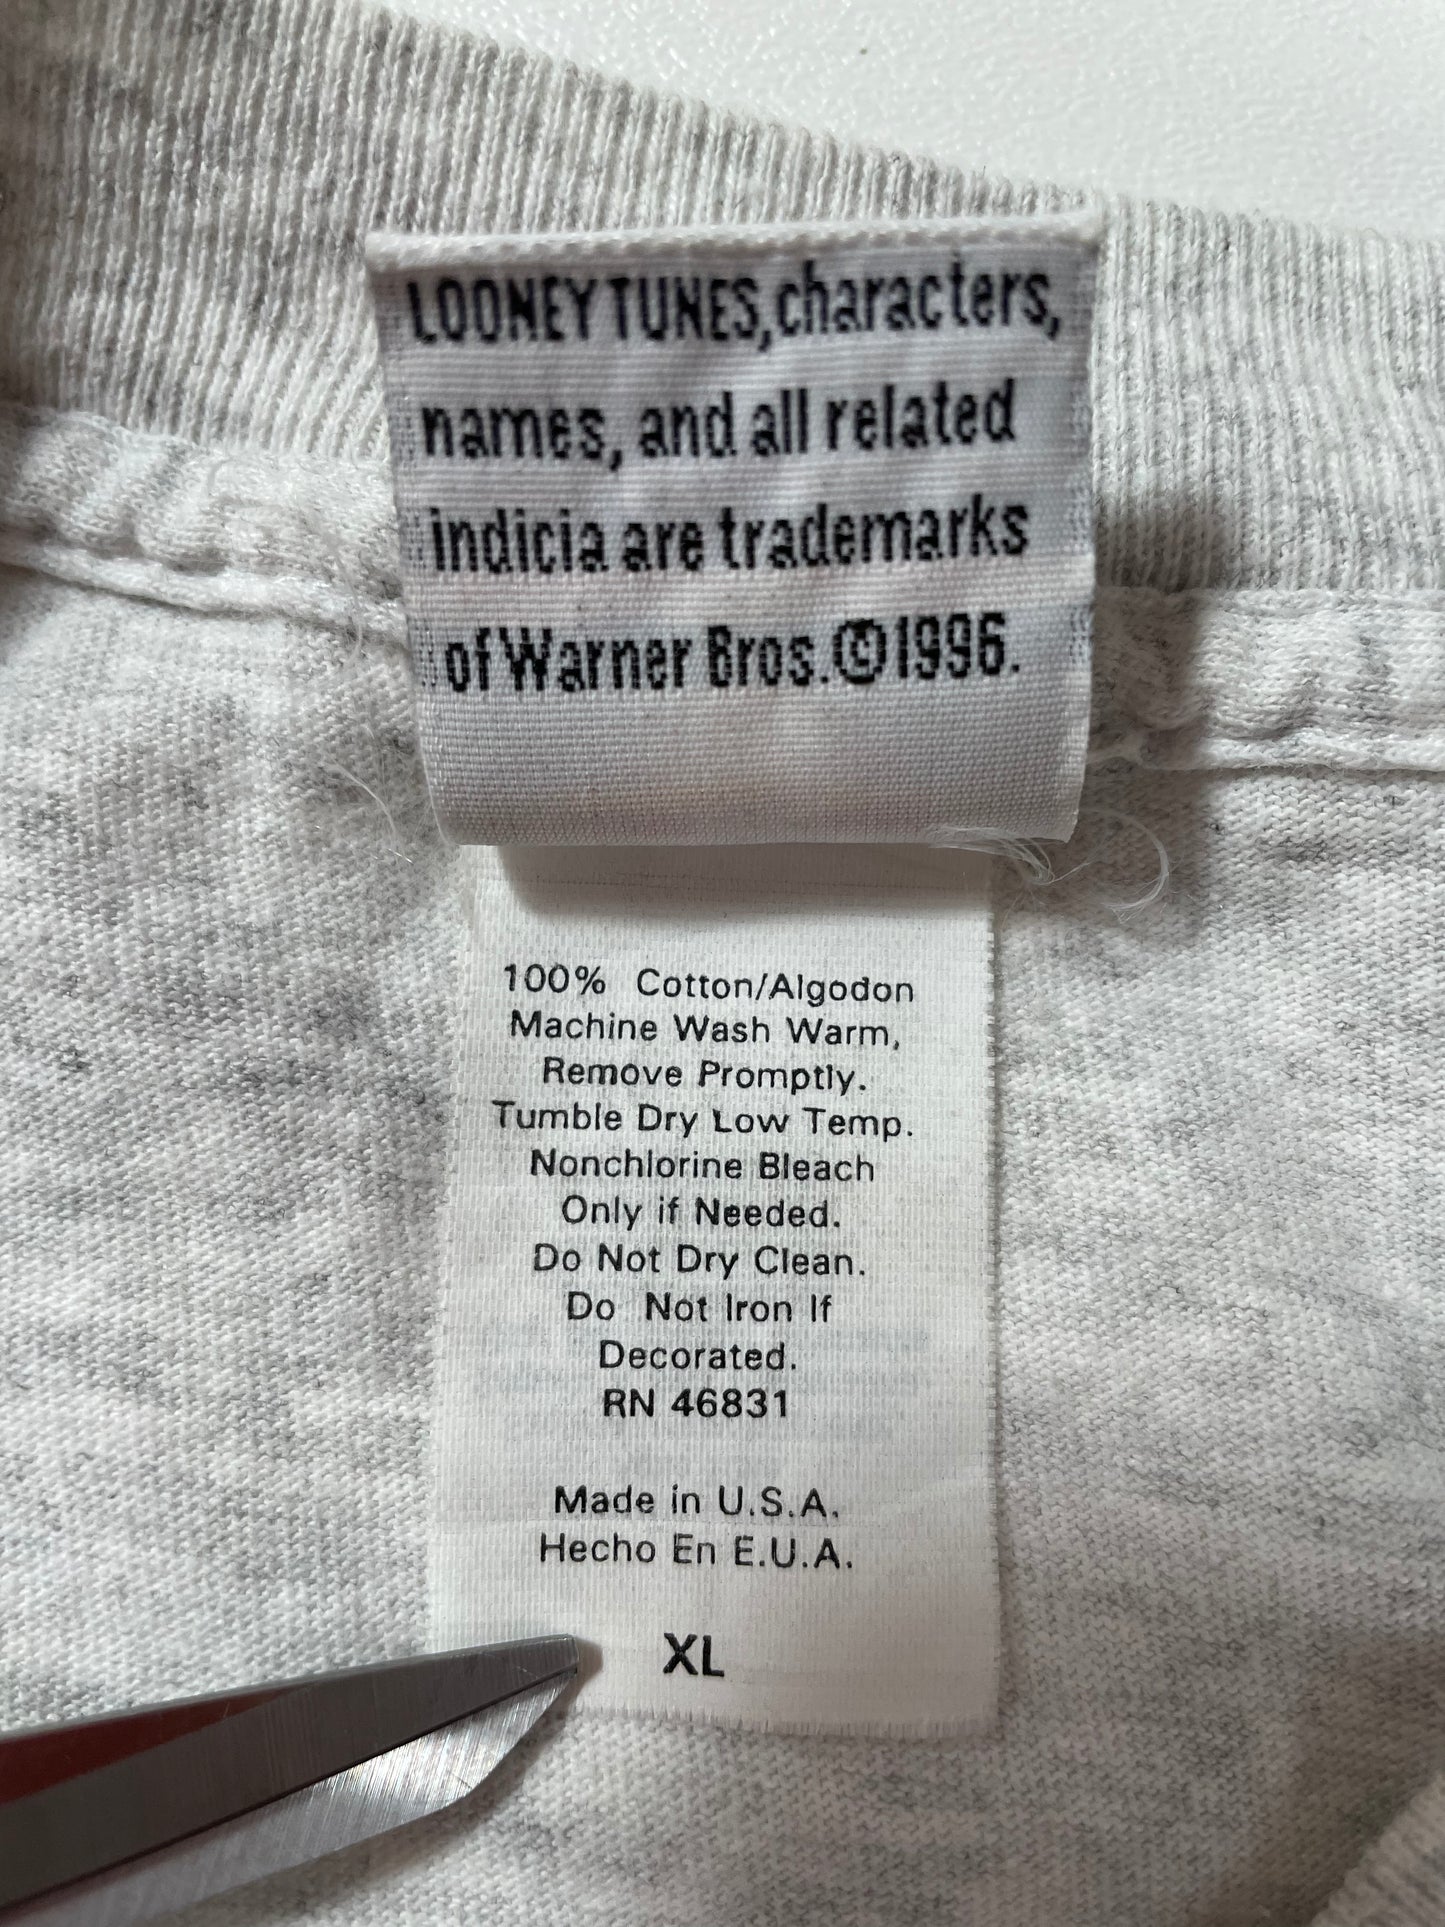 LOONEY TUNES, characters,
names, and all related
indicia are trademarks
of Warner Bros. ©1996.
100% Cotton/Algodon
Machine Wash Warm,
Remove Promptly.
Tumble Dry Low Temp.
Nonchlorine Bleach
Only if Needed.
Do Not Dry Clean.
Do Not Iron If
Decorated.
RN 46831
Made in U.S.A.
Hecho En E.U.A.
XL